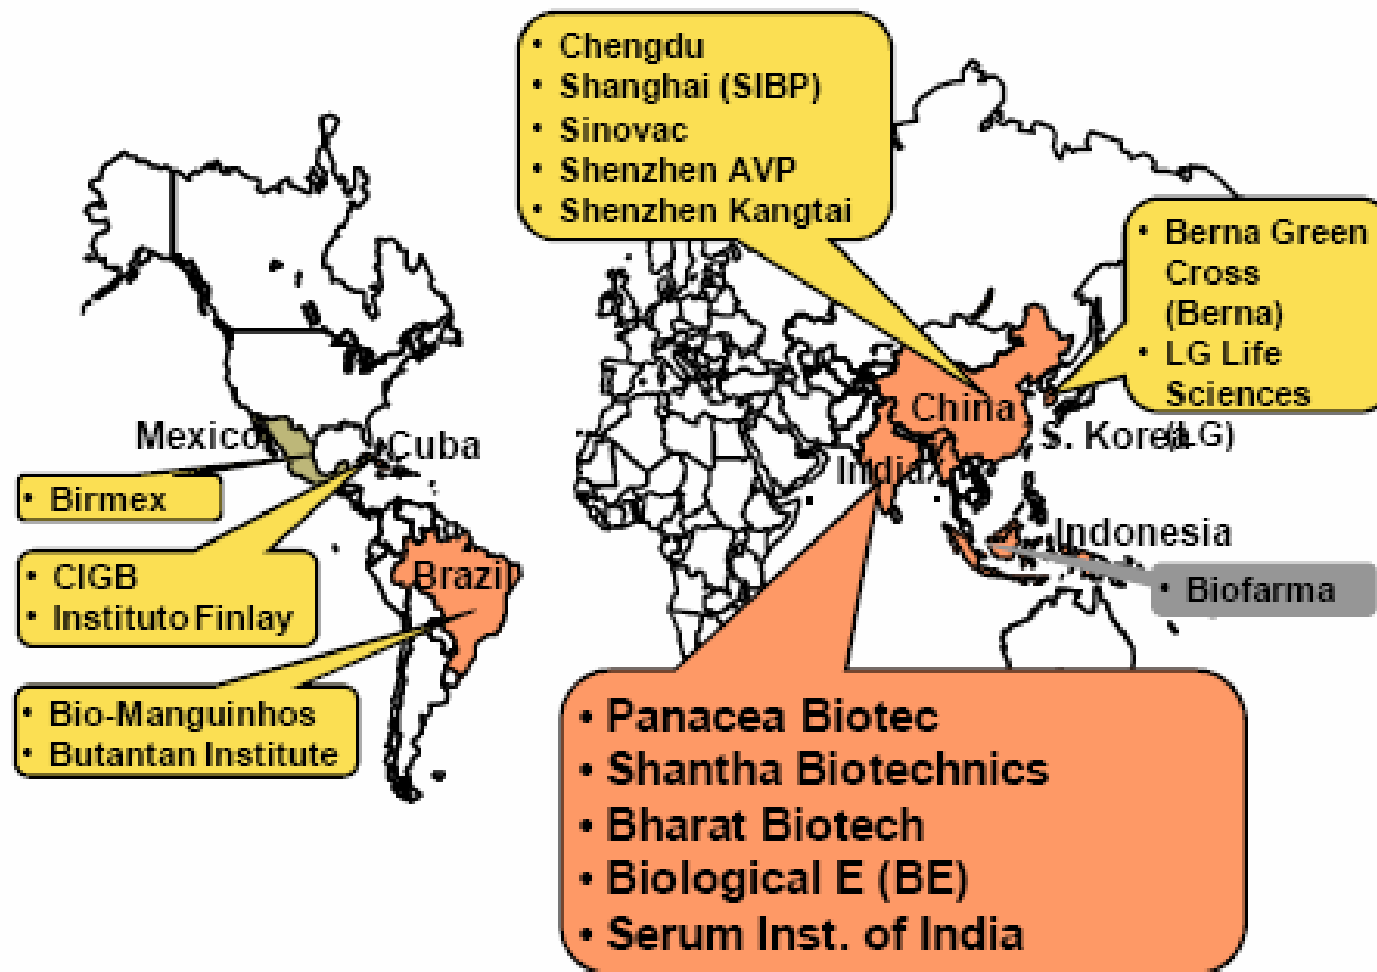 • Chengdu
• Shanghai (SIBP)
• Sinovac
• Shenzhen AVP
• Shenzhen Kangtai
• Berna Green
Cross
(Berna)
• LG Life
Sciences
(LG)
China
S. Korea
Mexico
Cuba
India
• Birmex
Indonesia
• CIGB
• Instituto Finlay
Brazil
• Biofarma
• Bio-Manguinhos
• Butantan Institute
• Panacea Biotec
• Shantha Biotechnics
• Bharat Biotech
• Biological E (BE)
• Serum Inst. of India